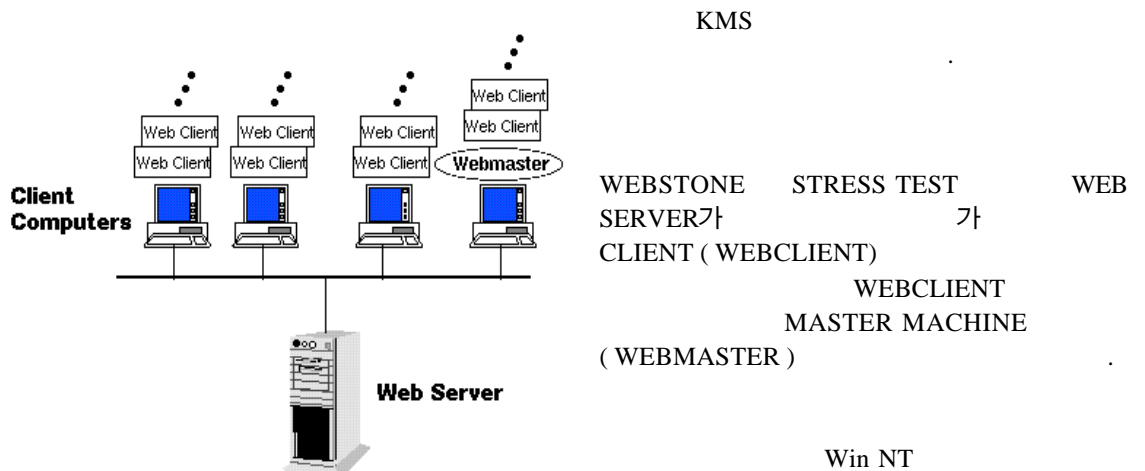 Web Client
Web Client
Web Client
Web Client
Web Client
Web Client
Web Client
Web Client
Webmaster
Client
Computers
Web Server
KMS
.
WEBSTONE STRESS TEST WEB
SERVER가 가
CLIENT ( WEBCLIENT)
WEBCLIENT
MASTER MACHINE
( WEBMASTER ) .
Win NT